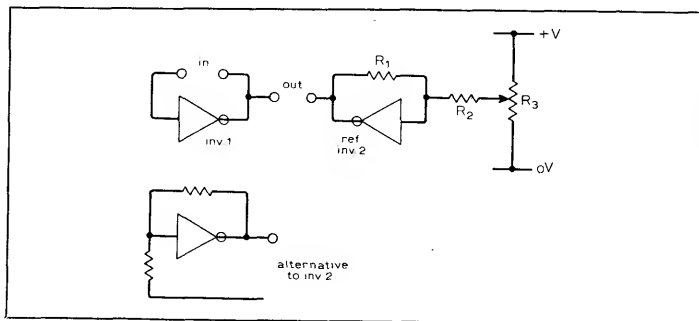 in
out
inv.1
R1
ref
inv.2
R2
R3
+V
0V
alternative
to inv 2